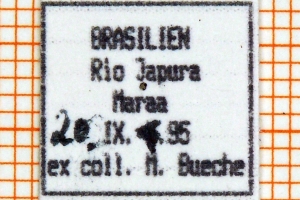 BRASILIEN
Rio Japura
Maraa
20. IX. .95
ex coll. M. Bueche